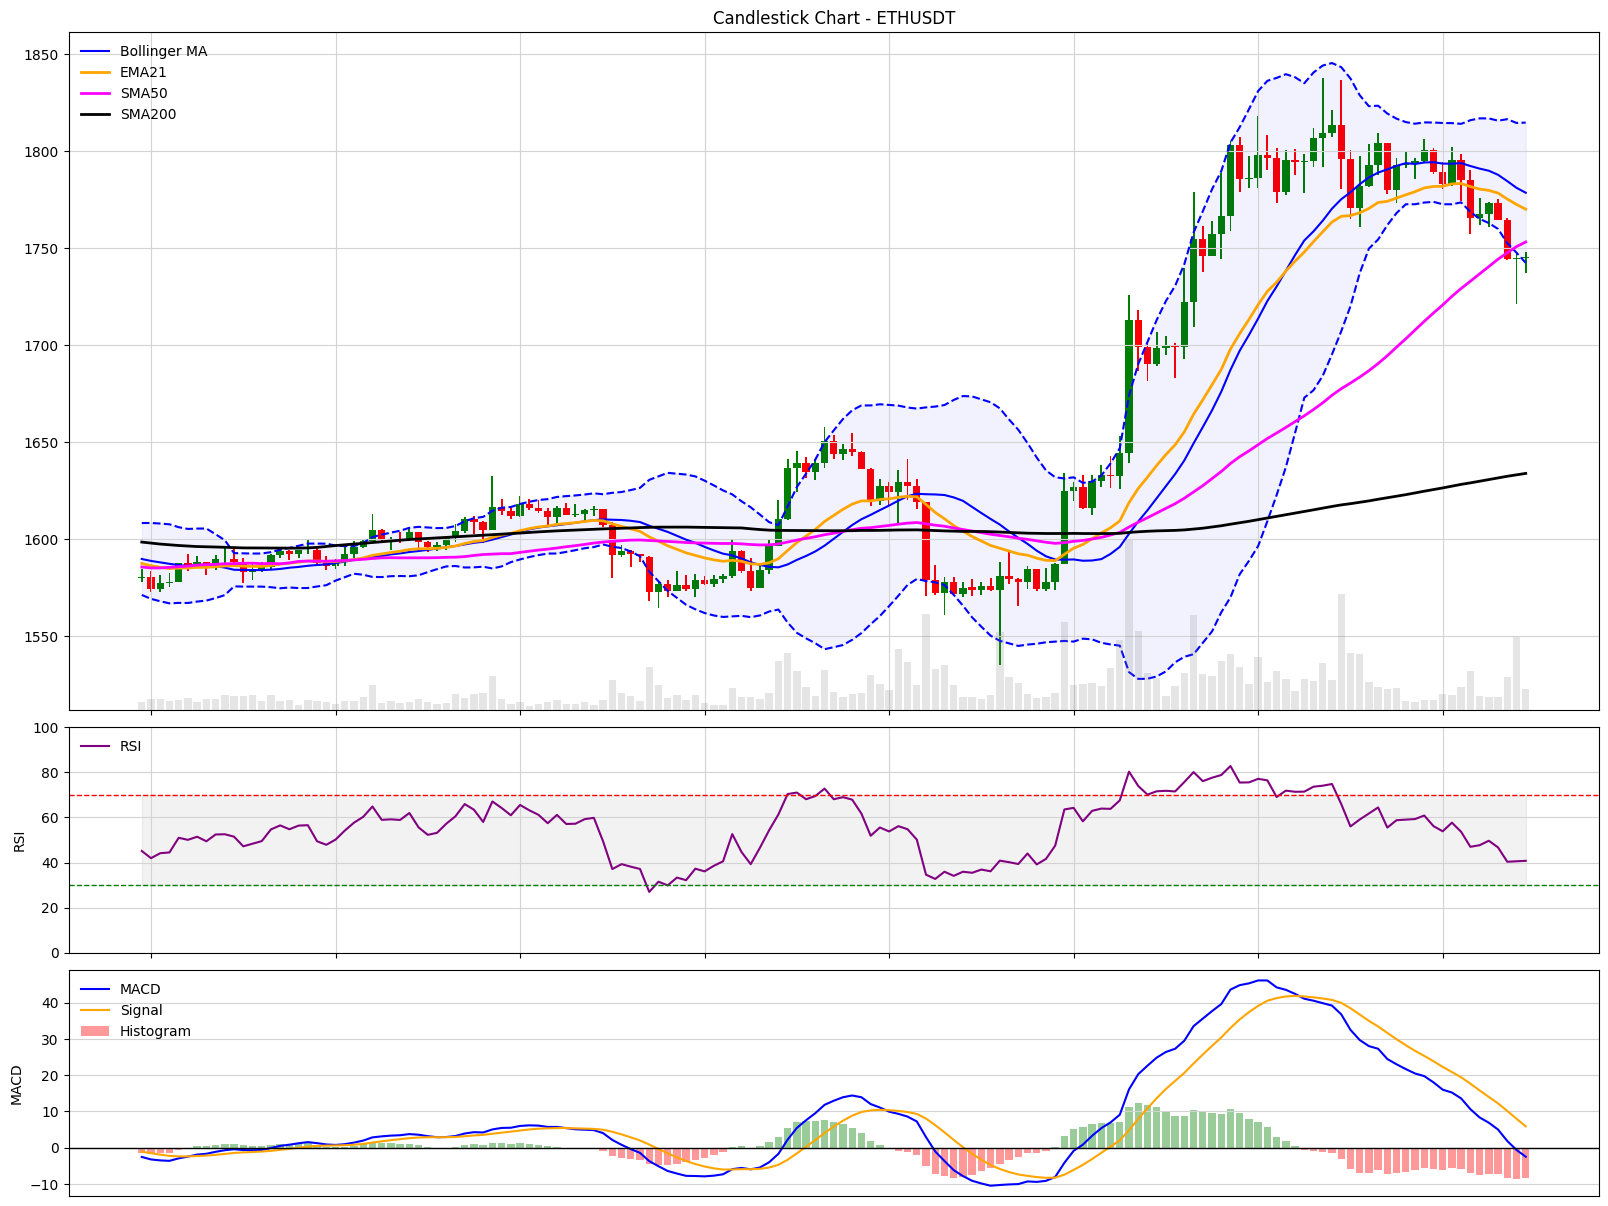 Candlestick Chart - ETHUSDT
Bollinger MA
EMA21
SMA50
SMA200
1850
1800
1750
1700
1650
1600
1550
RSI
100
80
60
40
20
0
RSI
MACD
Signal
Histogram
40
30
20
10
0
−10
MACD